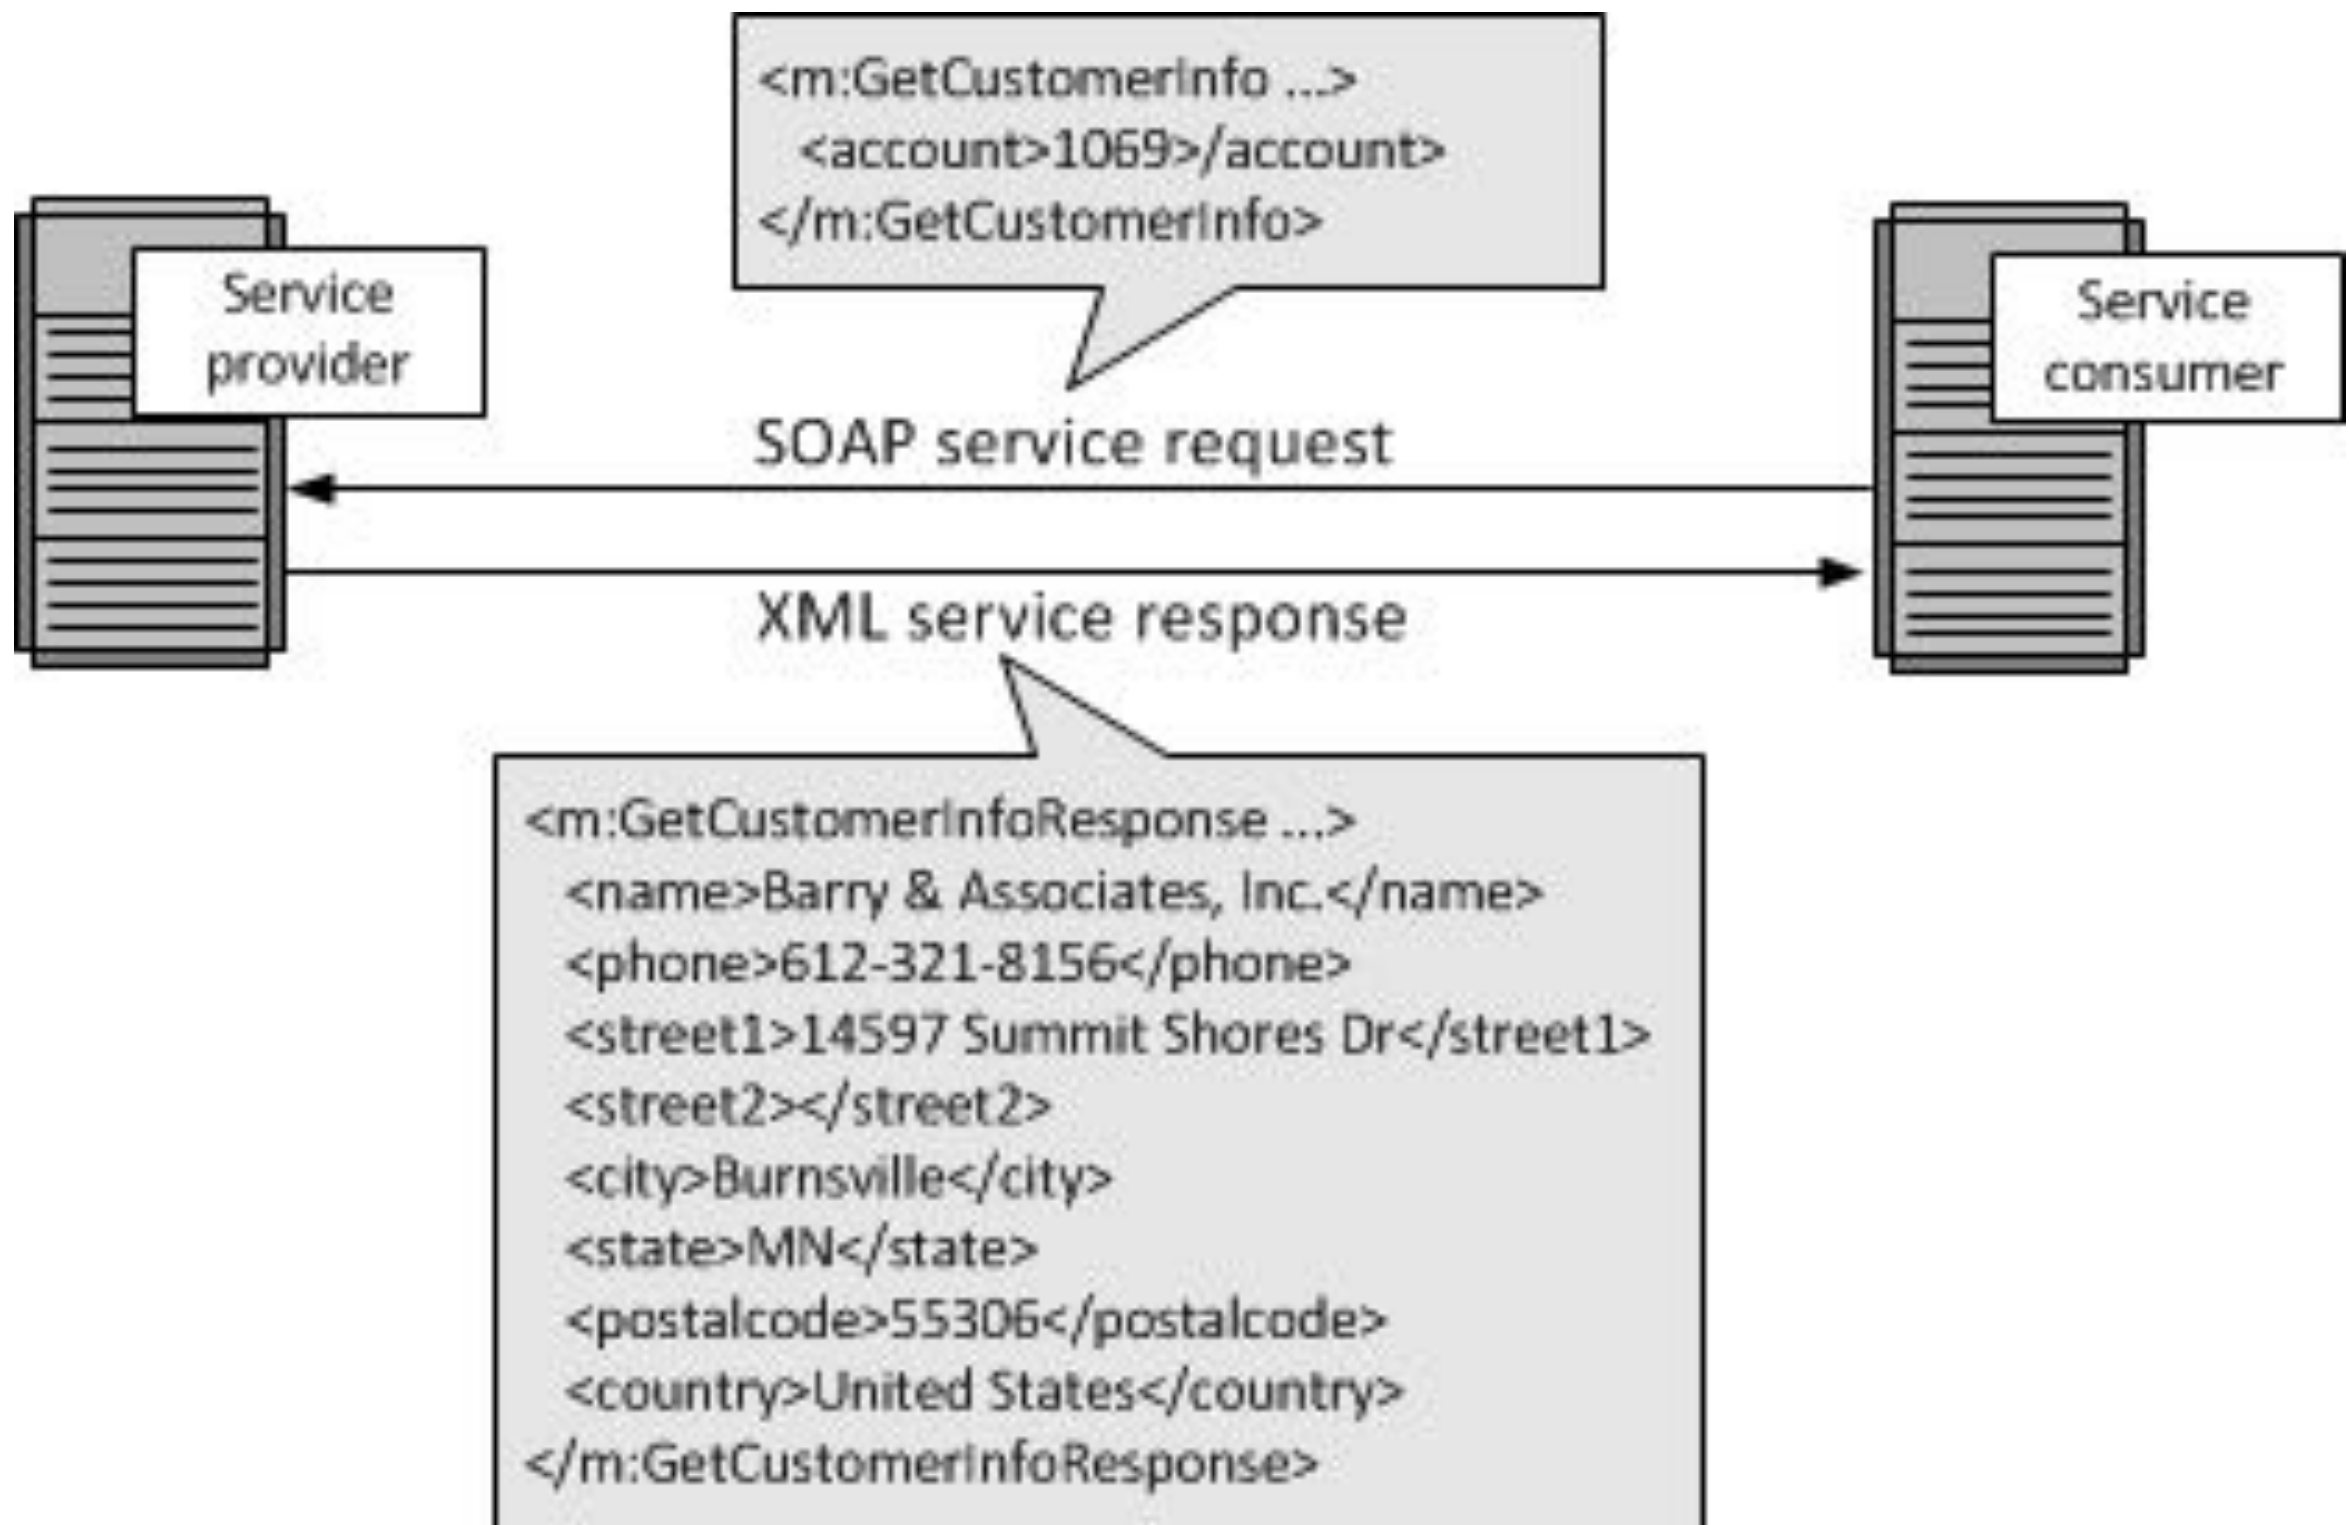 <m:GetCustomerInfo ...>
<account>1069>/account>
</m:GetCustomerInfo>
Service
provider
Service
consumer
SOAP service request
XML service response
<m:GetCustomerInfoResponse ...>
<name>Barry & Associates, Inc.</name>
<phone>612-321-8156</phone>
<street1>14597 Summit Shores Dr</street1>
<street2></street2>
<city>Burnsville</city>
<state>MN</state>
<postalcode>55306</postalcode>
<country>United States</country>
</m:GetCustomerInfoResponse>